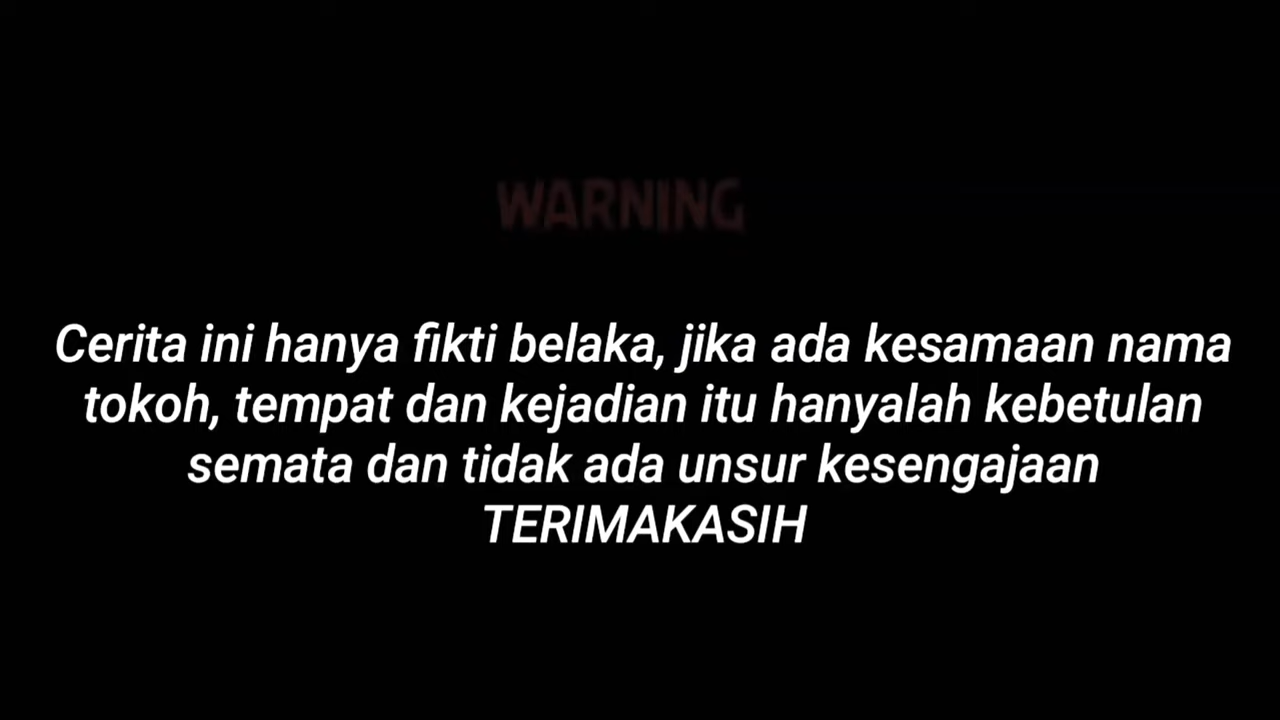 WARNING
Cerita ini hanya fikti belaka, jika ada kesamaan nama
tokoh, tempat dan kejadian itu hanyalah kebetulan
semata dan tidak ada unsur kesengajaan
TERIMAKASIH